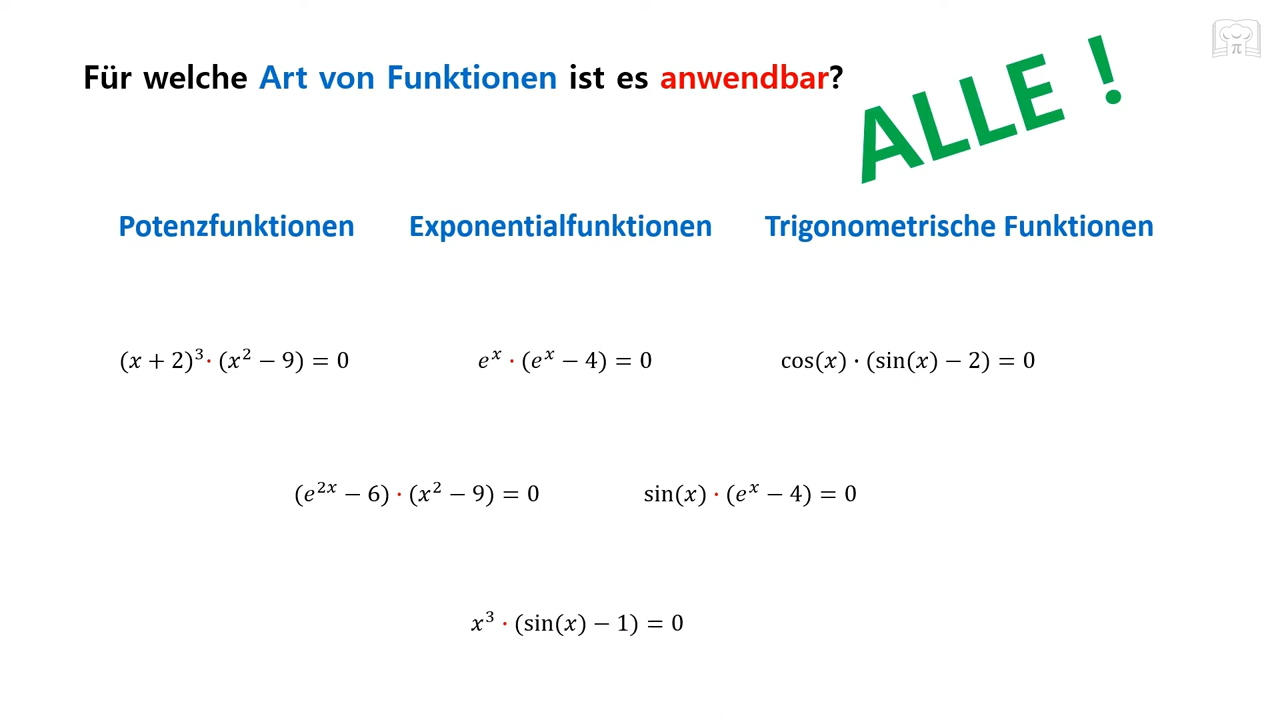 Für welche Art von Funktionen ist es anwendbar?
ALLE !
Potenzfunktionen Exponentialfunktionen Trigonometrische Funktionen
(x + 2)³· (x² − 9) = 0 eˣ · (eˣ − 4) = 0 cos(x) · (sin(x) − 2) = 0
(e²ˣ − 6) · (x² − 9) = 0 sin(x) · (eˣ − 4) = 0
x³ · (sin(x) − 1) = 0
π